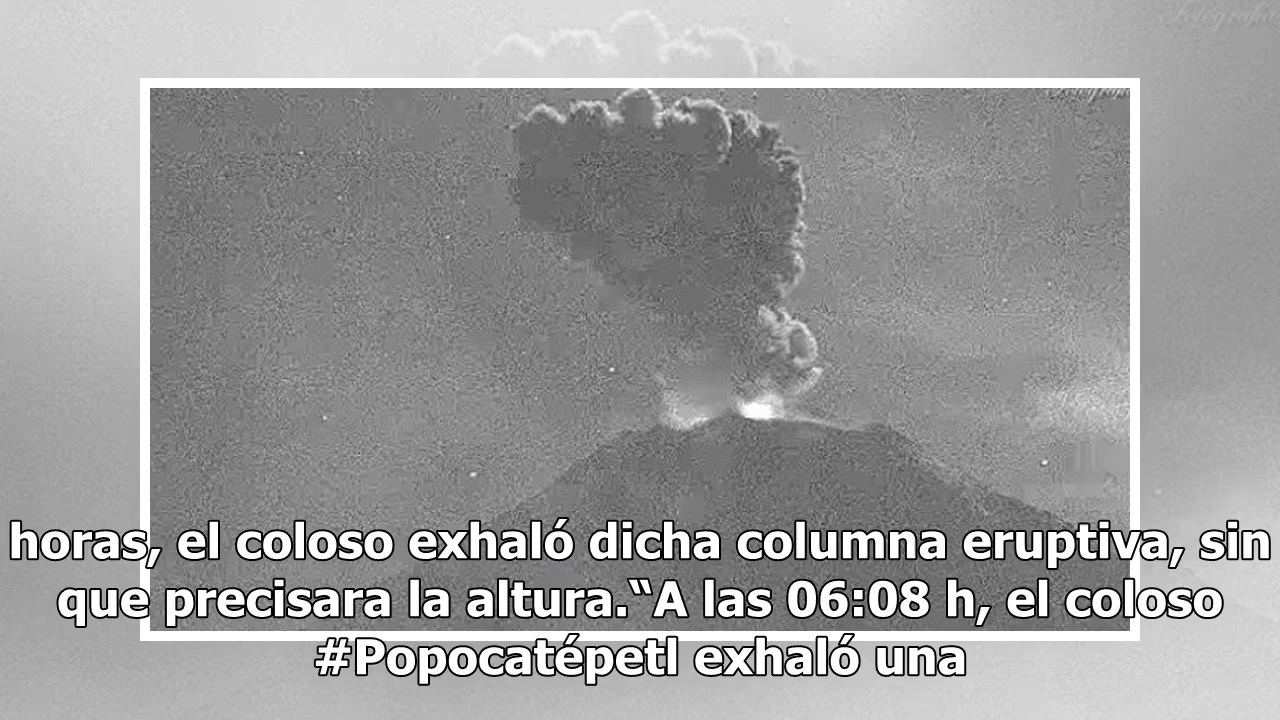 horas, el coloso exhaló dicha columna eruptiva, sin
que precisara la altura.“A las 06:08 h, el coloso
#Popocatépetl exhaló una